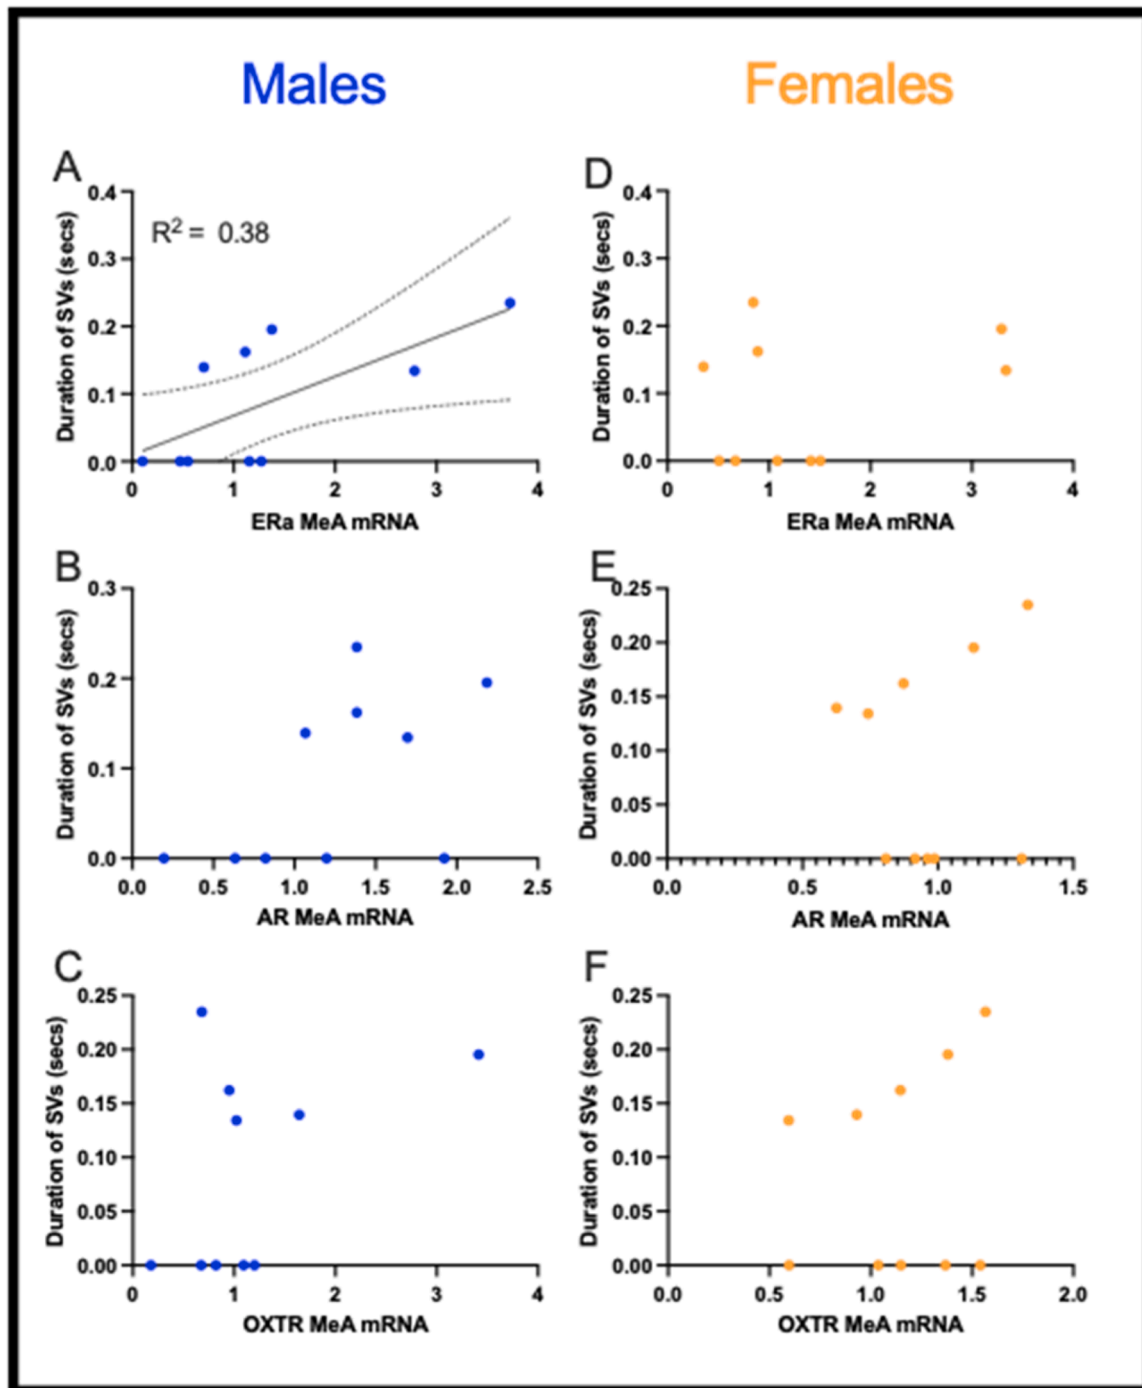 Males
Females
A
0.4
0.3
0.2
0.1
0.0
Duration of SVs (secs)
R² = 0.38
0 1 2 3 4
ERa MeA mRNA
D
0.4
0.3
0.2
0.1
0.0
Duration of SVs (secs)
0 1 2 3 4
ERa MeA mRNA
B
0.3
0.2
0.1
0.0
Duration of SVs (secs)
0.0 0.5 1.0 1.5 2.0 2.5
AR MeA mRNA
E
0.25
0.20
0.15
0.10
0.05
0.00
Duration of SVs (secs)
0.0 0.5 1.0 1.5
AR MeA mRNA
C
0.25
0.20
0.15
0.10
0.05
0.00
Duration of SVs (secs)
0 1 2 3 4
OXTR MeA mRNA
F
0.25
0.20
0.15
0.10
0.05
0.00
Duration of SVs (secs)
0.0 0.5 1.0 1.5 2.0
OXTR MeA mRNA